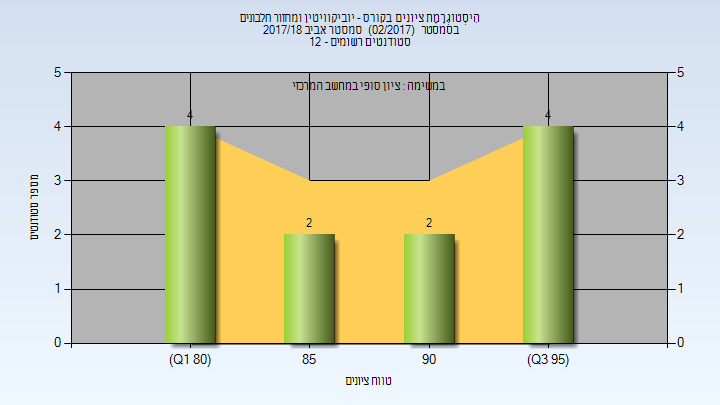 הִיסְטוֹגְרַמַת ציונים בקורס - יוביקוויטין ומחזור חלבונים
בסמסטר (02/2017) סמסטר אביב 2017/18
סטודנטים רשומים - 12
במשימה : ציון סופי במחשב המרכזי
5 5
4 4
3 3
2 2
1 1
0 0
4 2 2 4
מספר סטודנטים
(Q1 80) 85 90 (Q3 95)
טווח ציונים